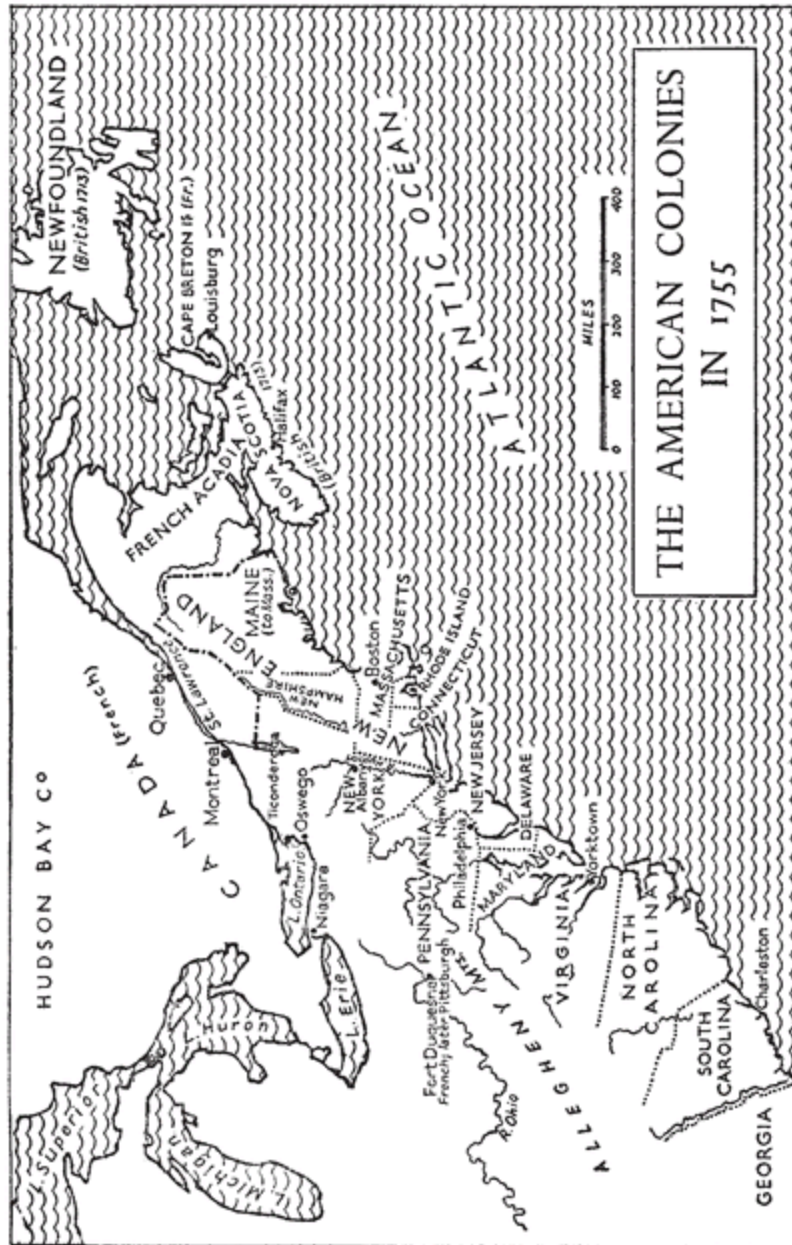 NEWFOUNDLAND
(British 1713)
HUDSON BAY Cº
CAPE BRETON IS (Fr.)
Louisburg
CANADA (French)
FRENCH ACADIA
NOVA SCOTIA
Halifax
(British 1713)
Quebec
St. Lawrence
MAINE
(to Mass.)
NEW ENGLAND
Montreal
NEW
HAMPSHIRE
Ticonderoga
Boston
MASSACHUSETTS
RHODE ISLAND
CONNECTICUT
L. Superior
L. Huron
L. Michigan
L. Ontario
Oswego
Niagara
L. Erie
NEW
Albany
YORK
New York
PENNSYLVANIA
Philadelphia
NEW JERSEY
DELAWARE
MARYLAND
Fort Duquesne
French; later Pittsburgh
R. Ohio
ALLEGHENY Mts.
VIRGINIA
Yorktown
NORTH
CAROLINA
SOUTH
CAROLINA
Charleston
GEORGIA
ATLANTIC OCEAN
MILES
0 100 200 300 400
THE AMERICAN COLONIES
IN 1755